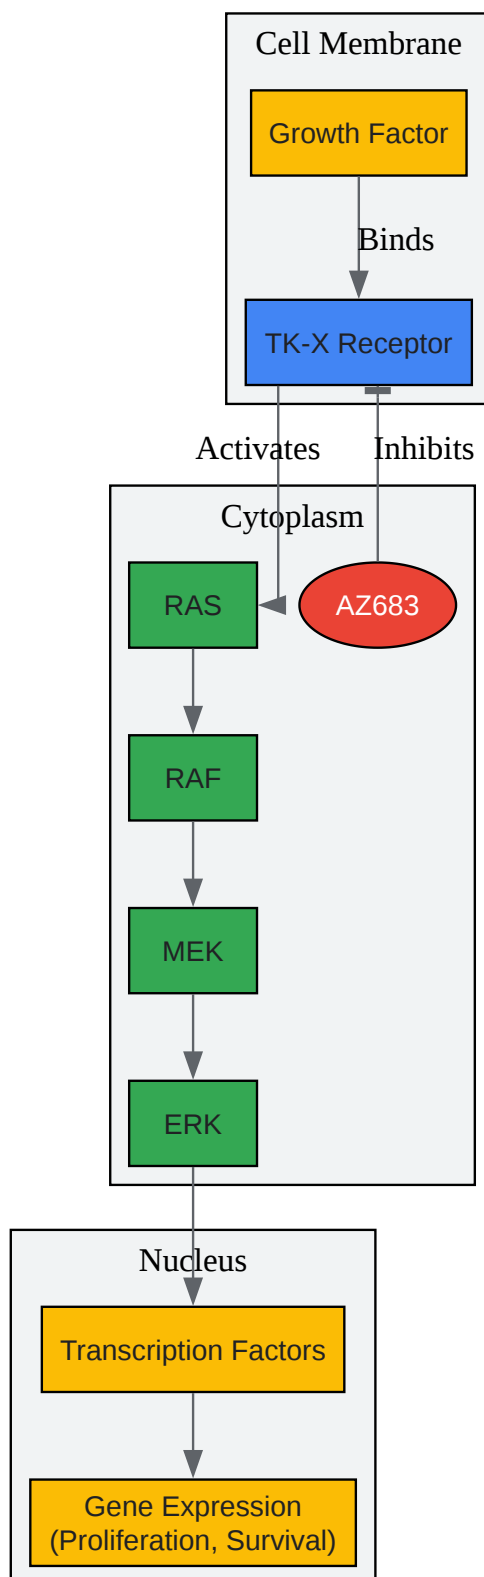 Cell Membrane
Growth Factor
Binds
TK-X Receptor
Activates
Inhibits
Cytoplasm
RAS
AZ683
RAF
MEK
ERK
Nucleus
Transcription Factors
Gene Expression
(Proliferation, Survival)